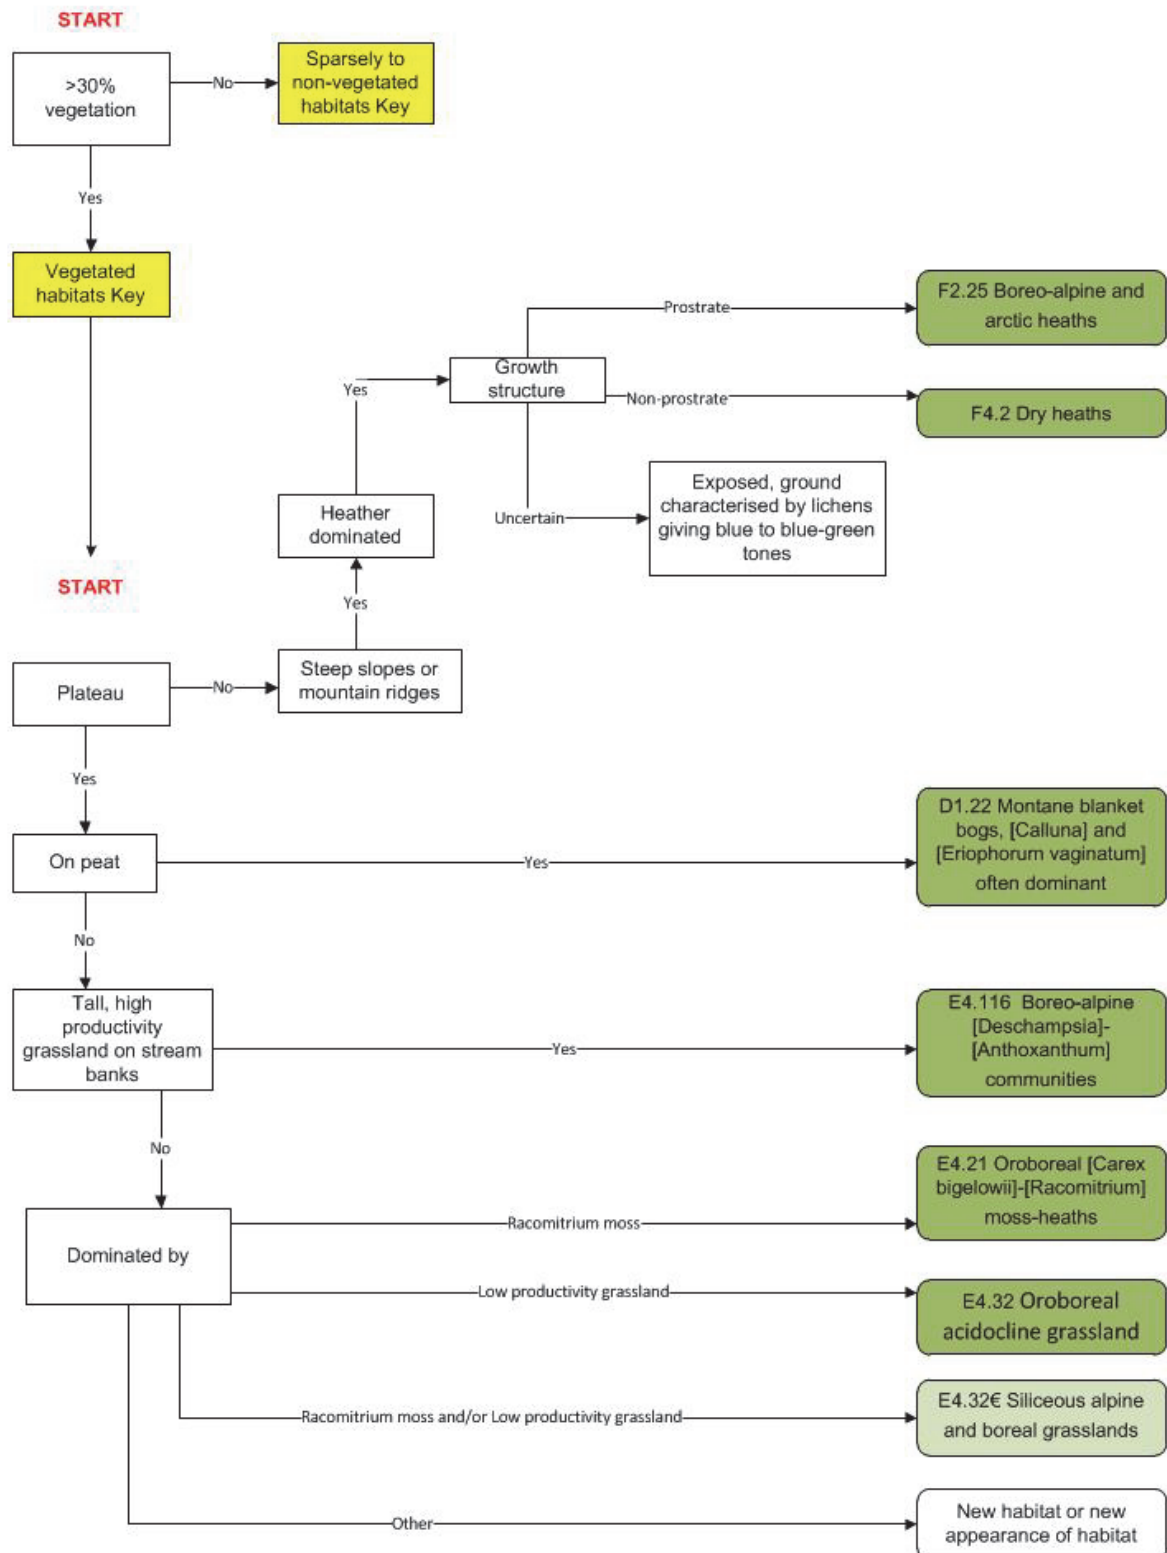 START
>30%
vegetation
No
Sparsely to
non-vegetated
habitats Key
Yes
Vegetated
habitats Key
Prostrate
F2.25 Boreo-alpine and
arctic heaths
Yes
Growth
structure
Non-prostrate
F4.2 Dry heaths
Heather
dominated
Uncertain
Exposed, ground
characterised by lichens
giving blue to blue-green
tones
START
Yes
Plateau
No
Steep slopes or
mountain ridges
Yes
On peat
Yes
D1.22 Montane blanket
bogs, [Calluna] and
[Eriophorum vaginatum]
often dominant
No
Tall, high
productivity
grassland on stream
banks
Yes
E4.116 Boreo-alpine
[Deschampsia]-
[Anthoxanthum]
communities
No
Dominated by
Racomitrium moss
E4.21 Oroboreal [Carex
bigelowii]-[Racomitrium]
moss-heaths
Low productivity grassland
E4.32 Oroboreal
acidocline grassland
Racomitrium moss and/or Low productivity grassland
E4.32€ Siliceous alpine
and boreal grasslands
Other
New habitat or new
appearance of habitat